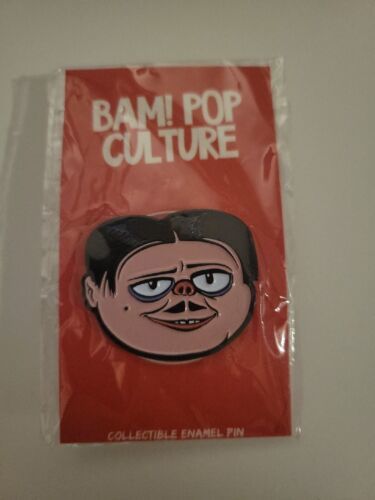 BAM! POP
CULTURE
COLLECTIBLE ENAMEL PIN